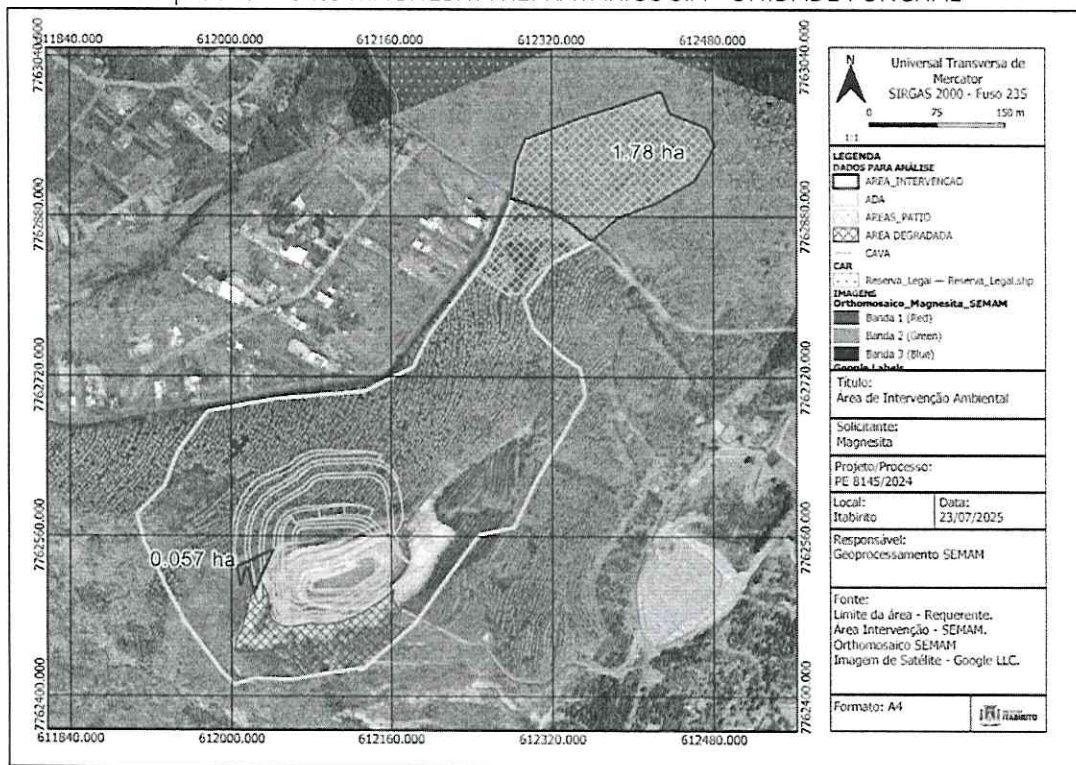 611840.000 612000.000 612160.000 612320.000 612480.000
7763040.000 7763040.000
1.78 ha
7762880.000 7762880.000
7762720.000 7762720.000
0.057 ha
7762560.000 7762560.000
7762400.000 7762400.000
611840.000 612000.000 612160.000 612320.000 612480.000
N
Universal Transversa de
Mercator
SIRGAS 2000 - Fuso 23S
0 75 150 m
1:1
LEGENDA
DADOS PARA ANÁLISE
AREA_INTERVENCAO
ADA
AREAS_PATIO
AREA DEGRADADA
CAVA
CAR
Reserva_Legal — Reserva_Legal.shp
IMAGENS
Orthomosaico_Magnesita_SEMAM
Banda 1 (Red)
Banda 2 (Green)
Banda 3 (Blue)
Google Labels
Título:
Área de Intervenção Ambiental
Solicitante:
Magnesita
Projeto/Processo:
PE 8145/2024
Local:
Itabirito
Data:
23/07/2025
Responsável:
Geoprocessamento SEMAM
Fonte:
Limite da área - Requerente.
Área Intervenção - SEMAM.
Orthomosaico SEMAM
Imagem de Satélite - Google LLC.
Formato: A4
ITABIRITO